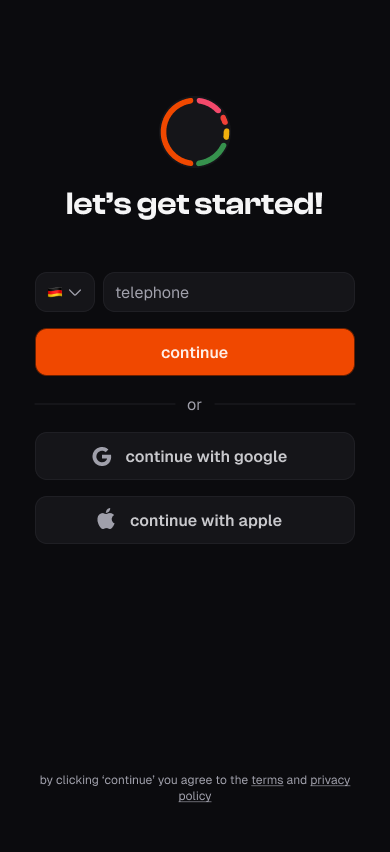 let's get started!
telephone
continue
or
continue with google
continue with apple
by clicking ‘continue’ you agree to the terms and privacy
policy